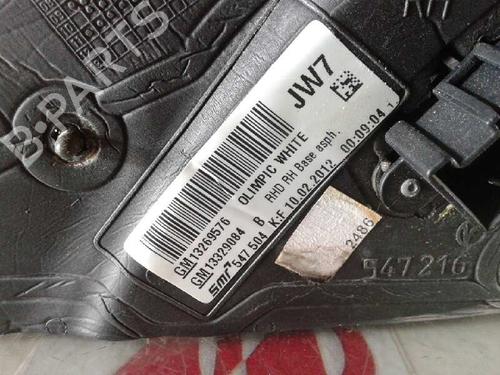 B-PARTS
RH
JW7
OLIMPIC WHITE
GM13269576
RHD RH Base asph.
GM13329084 B
K:F 10.02.2012 00-09-04 1
smr 547.504
2486
547216